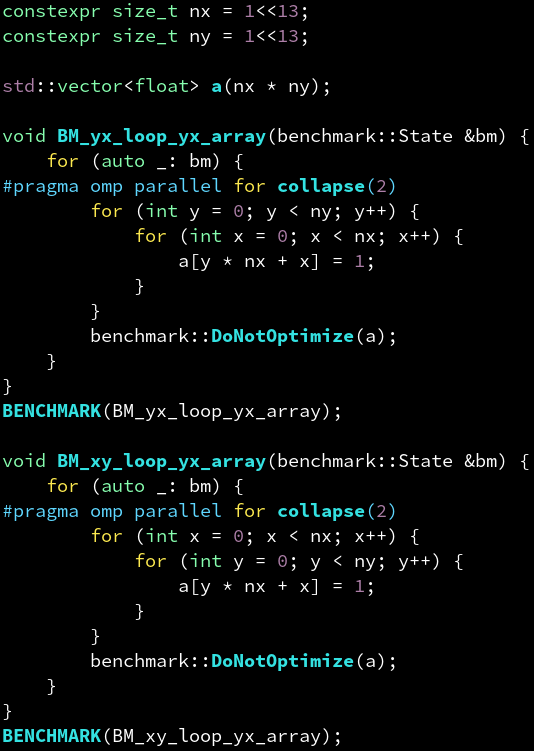 constexpr size_t nx = 1<<13;
constexpr size_t ny = 1<<13;
std::vector<float> a(nx * ny);
void BM_yx_loop_yx_array(benchmark::State &bm) {
    for (auto _: bm) {
#pragma omp parallel for collapse(2)
        for (int y = 0; y < ny; y++) {
            for (int x = 0; x < nx; x++) {
                a[y * nx + x] = 1;
            }
        }
        benchmark::DoNotOptimize(a);
    }
}
BENCHMARK(BM_yx_loop_yx_array);
void BM_xy_loop_yx_array(benchmark::State &bm) {
    for (auto _: bm) {
#pragma omp parallel for collapse(2)
        for (int x = 0; x < nx; x++) {
            for (int y = 0; y < ny; y++) {
                a[y * nx + x] = 1;
            }
        }
        benchmark::DoNotOptimize(a);
    }
}
BENCHMARK(BM_xy_loop_yx_array);